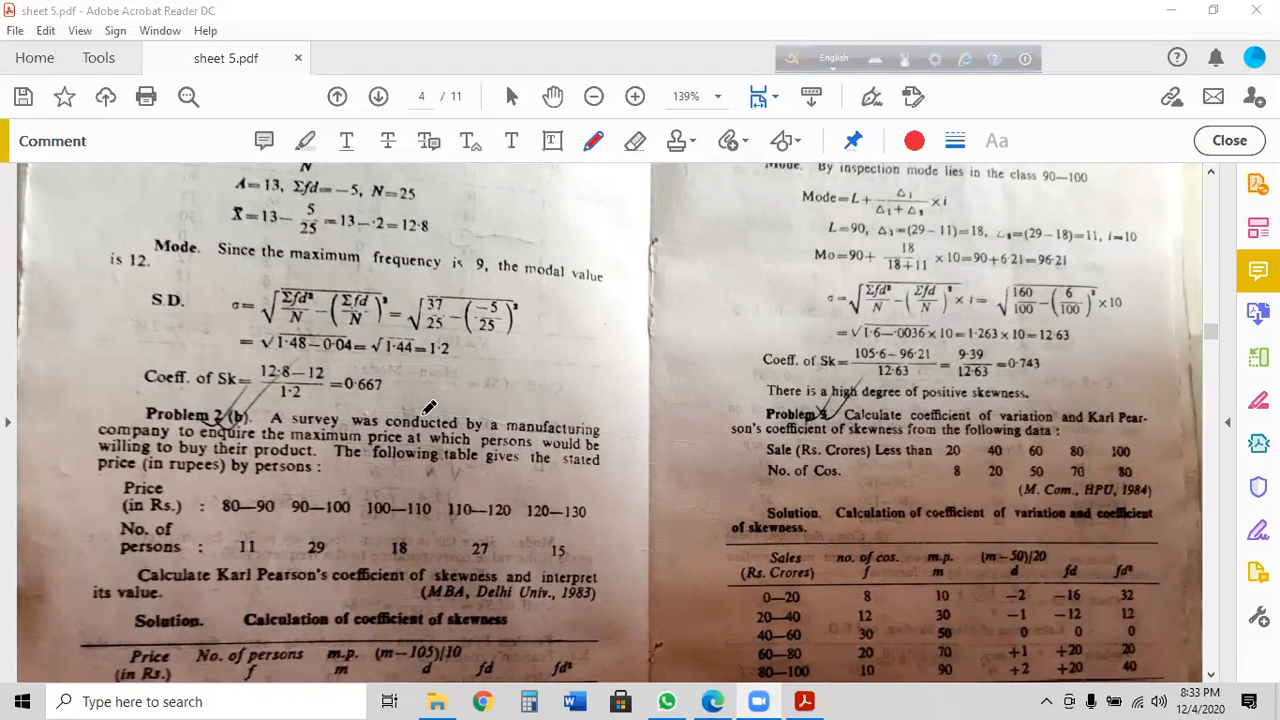 sheet 5.pdf - Adobe Acrobat Reader DC
File Edit View Sign Window Help
Home Tools sheet 5.pdf ×
English
4 / 11 139%
Comment Close
N
A=13, Σfd=−5, N=25
X̄=13− 5/25 =13−·2=12·8
Mode. Since the maximum frequency is 9, the modal value
is 12.
S.D. σ= √(Σfd²/N −(Σfd/N)²) = √(37/25 −(−5/25)²)
= √1·48−0·04= √1·44=1·2
Coeff. of Sk= 12·8−12/1·2 =0·667
Problem 2 (b). A survey was conducted by a manufacturing
company to enquire the maximum price at which persons would be
willing to buy their product. The following table gives the stated
price (in rupees) by persons :
Price
(in Rs.) : 80—90 90—100 100—110 110—120 120—130
No. of
persons : 11 29 18 27 15
Calculate Karl Pearson's coefficient of skewness and interpret
its value. (MBA, Delhi Univ., 1983)
Solution. Calculation of coefficient of skewness
Price No. of persons m.p. (m−105)/10
(in Rs.) f m d fd fd²
Mode. By inspection mode lies in the class 90—100
Mode=L+ △₁/△₁+△₂ ×i
L=90, △₁=(29−11)=18, △₂=(29−18)=11, i=10
Mo=90+ 18/18+11 ×10=90+6·21=96·21
σ=√(Σfd²/N −(Σfd/N)²) × i= √(160/100 −(6/100)²) ×10
=√1·6−·0036×10=1·263×10=12·63
Coeff. of Sk= 105·6−96·21/12·63 = 9·39/12·63 =0·743
There is a high degree of positive skewness.
Problem 3. Calculate coefficient of variation and Karl Pear-
son's coefficient of skewness from the following data :
Sale (Rs. Crores) Less than 20 40 60 80 100
No. of Cos. 8 20 50 70 80
(M. Com., HPU, 1984)
Solution. Calculation of coefficient of variation and coefficient
of skewness.
Sales no. of cos. m.p. (m−50)/20
(Rs. Crores) f m d fd fd²
0—20 8 10 −2 −16 32
20—40 12 30 −1 −12 12
40—60 30 50 0 0 0
60—80 20 70 +1 +20 20
80—100 10 90 +2 +20 40
Type here to search
8:33 PM
12/4/2020